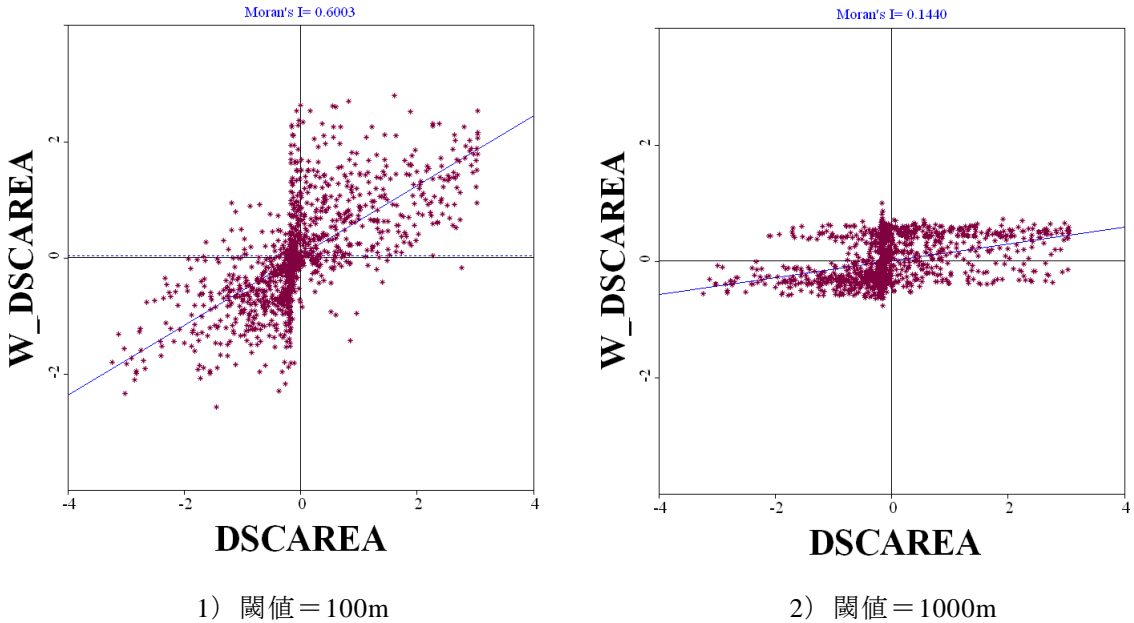 Moran's I= 0.6003
2
0
-2
-4 -2 0 2 4
W_DSCAREA
DSCAREA
1) 閾値＝100m
Moran's I= 0.1440
2
0
-2
-4 -2 0 2 4
W_DSCAREA
DSCAREA
2) 閾値＝1000m